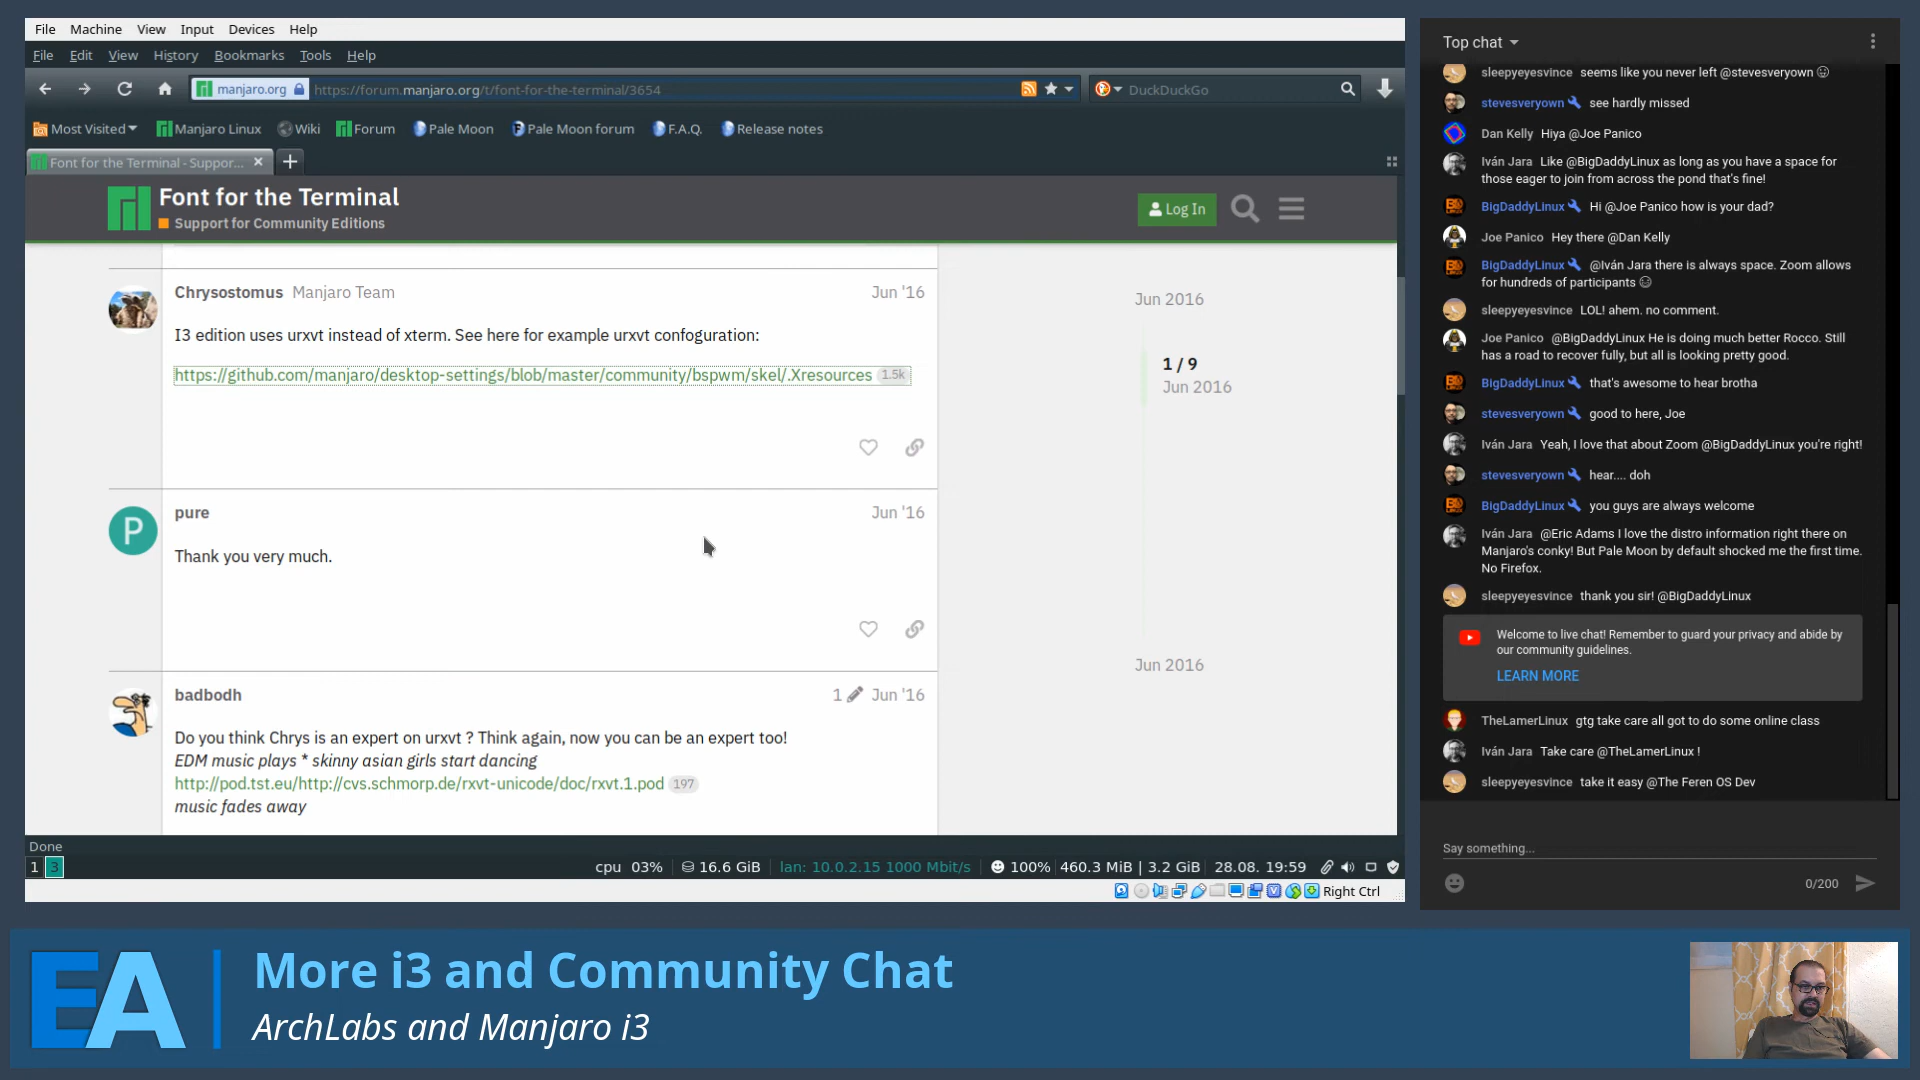 File Machine View Input Devices Help
File Edit View History Bookmarks Tools Help
manjaro.org https://forum.manjaro.org/t/font-for-the-terminal/3654 DuckDuckGo
Most Visited Manjaro Linux Wiki Forum Pale Moon Pale Moon forum F.A.Q. Release notes
Font for the Terminal - Suppor...
Font for the Terminal
Support for Community Editions
Log In
Chrysostomus Manjaro Team Jun '16
I3 edition uses urxvt instead of xterm. See here for example urxvt confoguration:
https://github.com/manjaro/desktop-settings/blob/master/community/bspwm/skel/.Xresources 1.5k
pure Jun '16
Thank you very much.
badbodh 1 Jun '16
Do you think Chrys is an expert on urxvt ? Think again, now you can be an expert too!
EDM music plays * skinny asian girls start dancing
http://pod.tst.eu/http://cvs.schmorp.de/rxvt-unicode/doc/rxvt.1.pod 197
music fades away
Jun 2016
1 / 9
Jun 2016
Jun 2016
Done
1 3 cpu 03% 16.6 GiB lan: 10.0.2.15 1000 Mbit/s 100% 460.3 MiB | 3.2 GiB 28.08. 19:59
Right Ctrl
Top chat
sleepyeyesvince seems like you never left @stevesveryown
stevesveryown see hardly missed
Dan Kelly Hiya @Joe Panico
Iván Jara Like @BigDaddyLinux as long as you have a space for
those eager to join from across the pond that's fine!
BigDaddyLinux Hi @Joe Panico how is your dad?
Joe Panico Hey there @Dan Kelly
BigDaddyLinux @Iván Jara there is always space. Zoom allows
for hundreds of participants
sleepyeyesvince LOL! ahem. no comment.
Joe Panico @BigDaddyLinux He is doing much better Rocco. Still
has a road to recover fully, but all is looking pretty good.
BigDaddyLinux that's awesome to hear brotha
stevesveryown good to here, Joe
Iván Jara Yeah, I love that about Zoom @BigDaddyLinux you're right!
stevesveryown hear.... doh
BigDaddyLinux you guys are always welcome
Iván Jara @Eric Adams I love the distro information right there on
Manjaro's conky! But Pale Moon by default shocked me the first time.
No Firefox.
sleepyeyesvince thank you sir! @BigDaddyLinux
Welcome to live chat! Remember to guard your privacy and abide by
our community guidelines.
LEARN MORE
TheLamerLinux gtg take care all got to do some online class
Iván Jara Take care @TheLamerLinux !
sleepyeyesvince take it easy @The Feren OS Dev
Say something...
0/200
EA
More i3 and Community Chat
ArchLabs and Manjaro i3